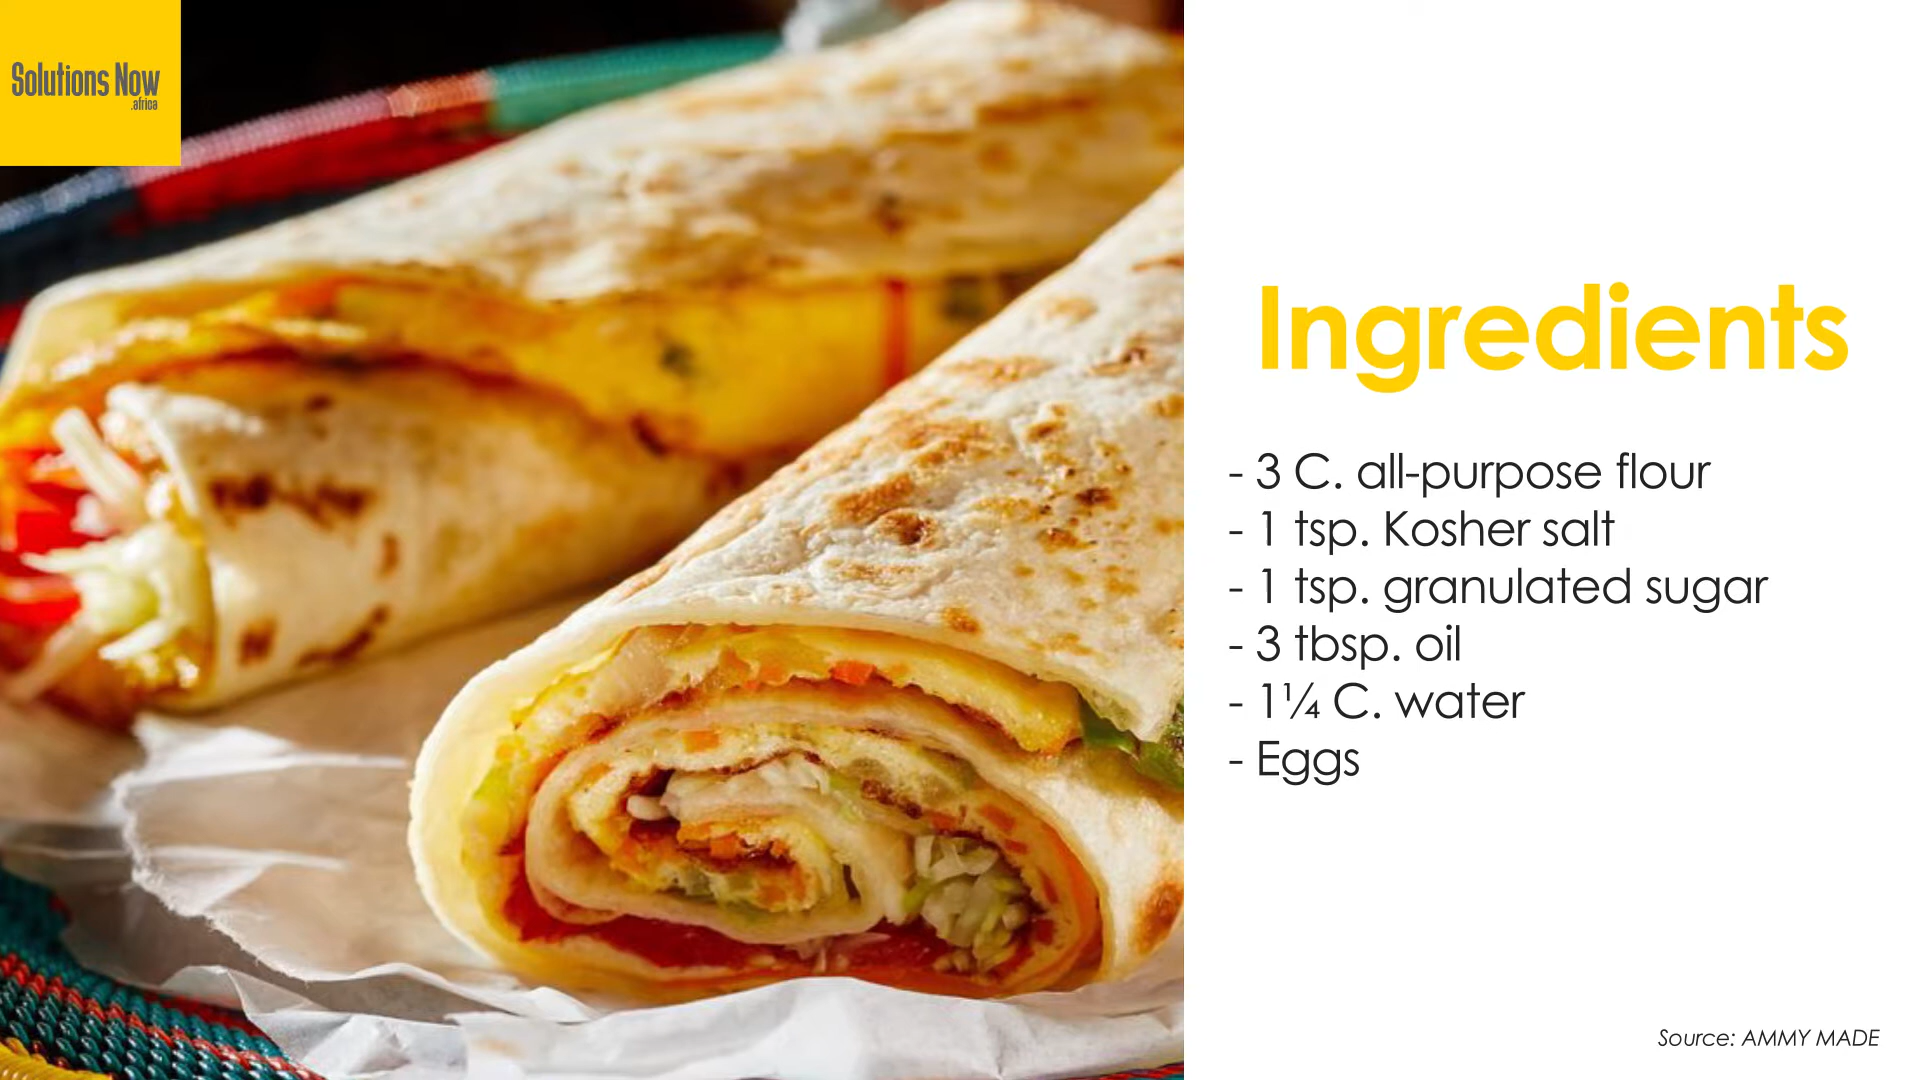 Solutions Now
.africa
Ingredients
- 3 C. all-purpose flour
- 1 tsp. Kosher salt
- 1 tsp. granulated sugar
- 3 tbsp. oil
- 1¼ C. water
- Eggs
Source: AMMY MADE